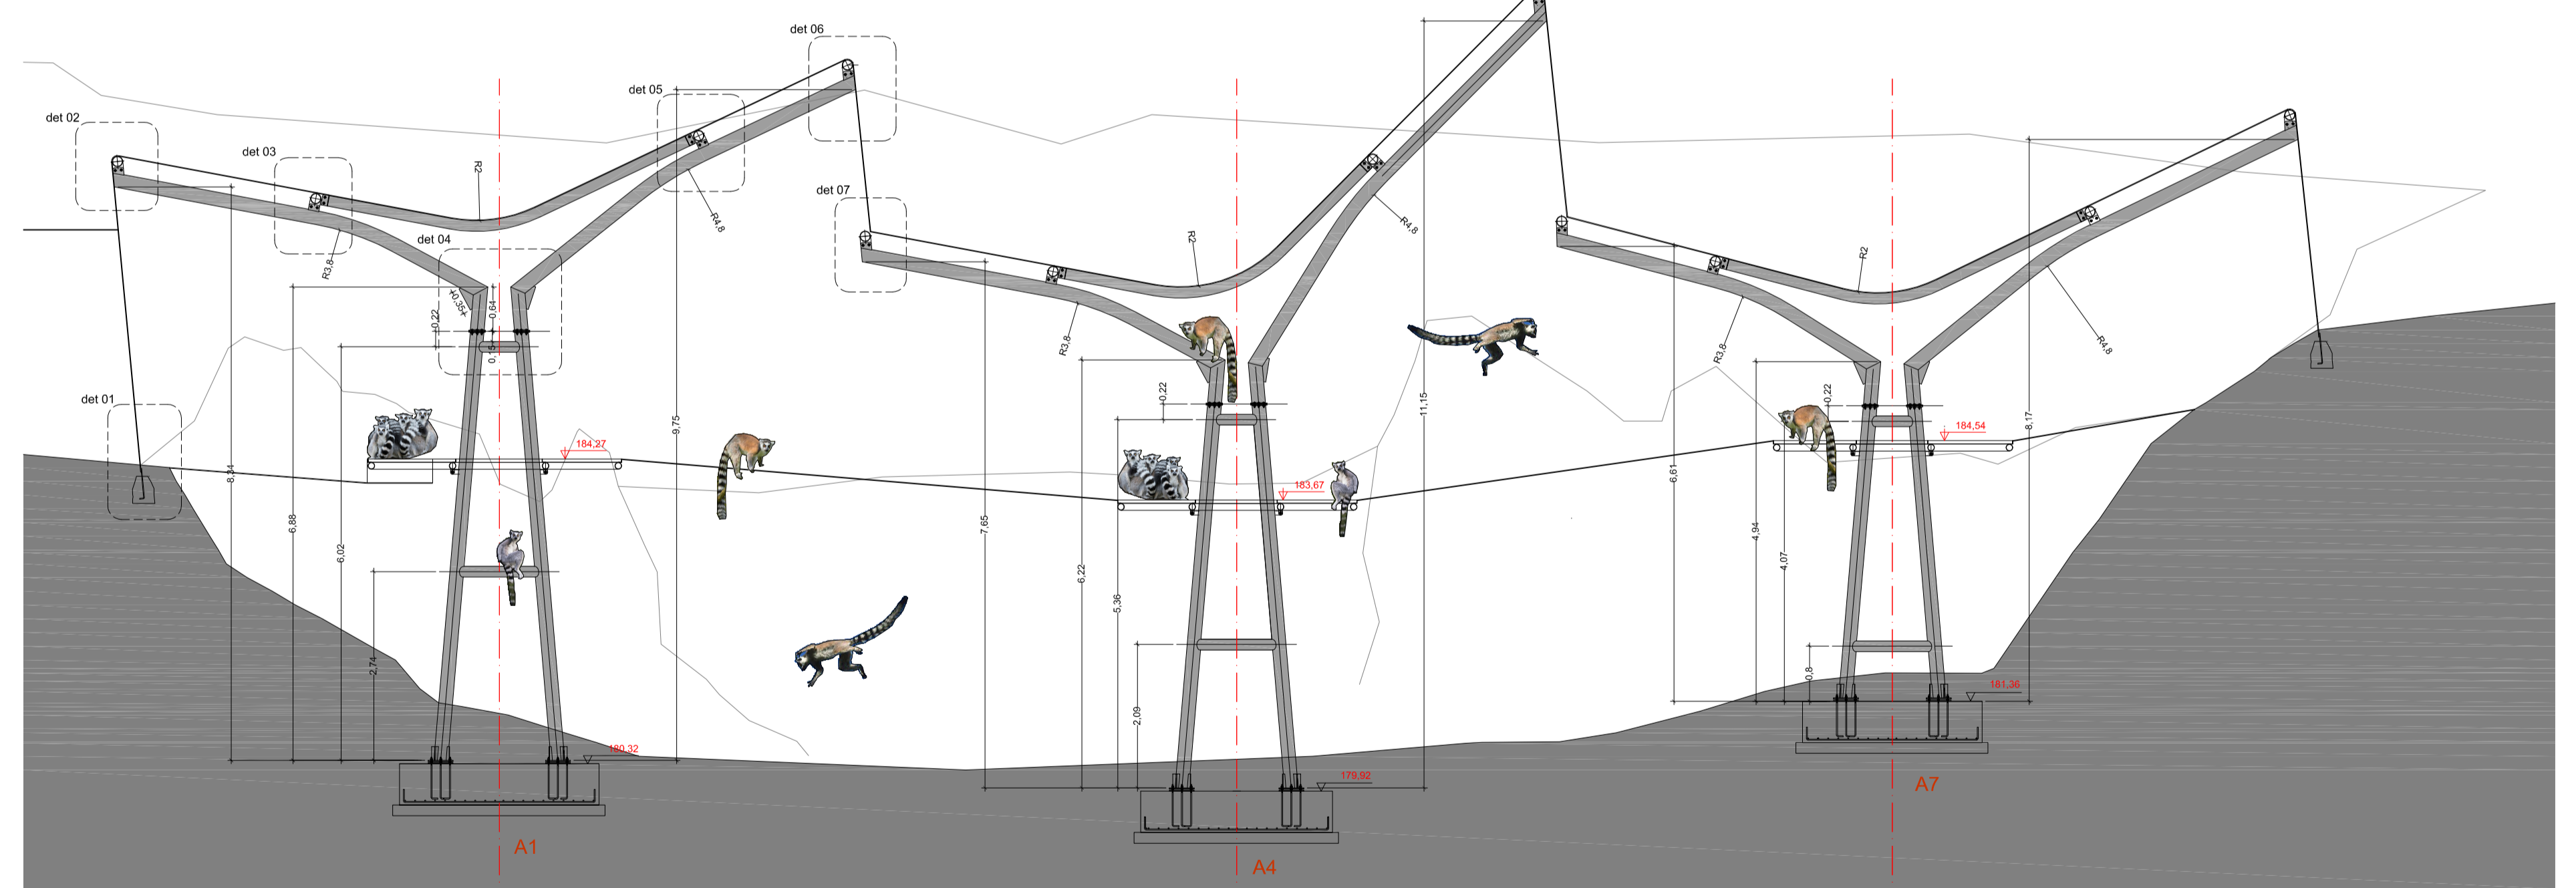 det 06
det 05
det 02
det 03
R2
det 07
R4,8
R4,8
R2
R2
det 04
R3,8
R3,8
R3,8
R4,8
0,35
0,64
0,22
0,15
0,22
0,22
det 01
184,27
183,67
184,54
8,34
6,88
6,02
2,74
9,75
7,65
6,22
5,36
2,09
11,15
6,61
4,94
4,07
0,8
8,17
180,32
179,92
181,36
A1
A4
A7